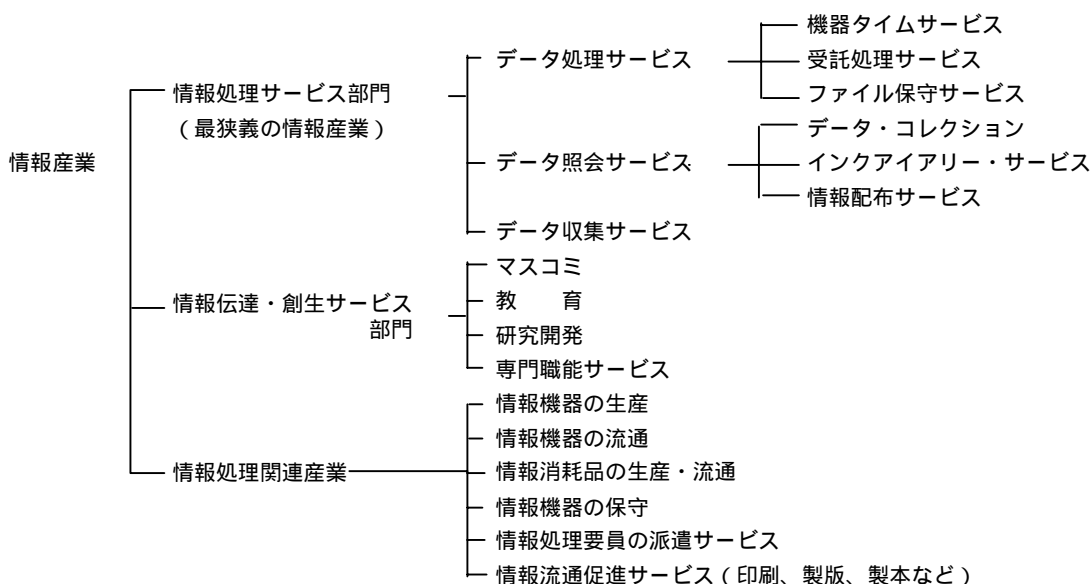 情報産業
情報処理サービス部門
（最狭義の情報産業）
データ処理サービス
機器タイムサービス
受託処理サービス
ファイル保守サービス
データ照会サービス
データ・コレクション
インクアイアリー・サービス
情報配布サービス
データ収集サービス
情報伝達・創生サービス
部門
マスコミ
教　　育
研究開発
専門職能サービス
情報処理関連産業
情報機器の生産
情報機器の流通
情報消耗品の生産・流通
情報機器の保守
情報処理要員の派遣サービス
情報流通促進サービス（印刷、製版、製本など）